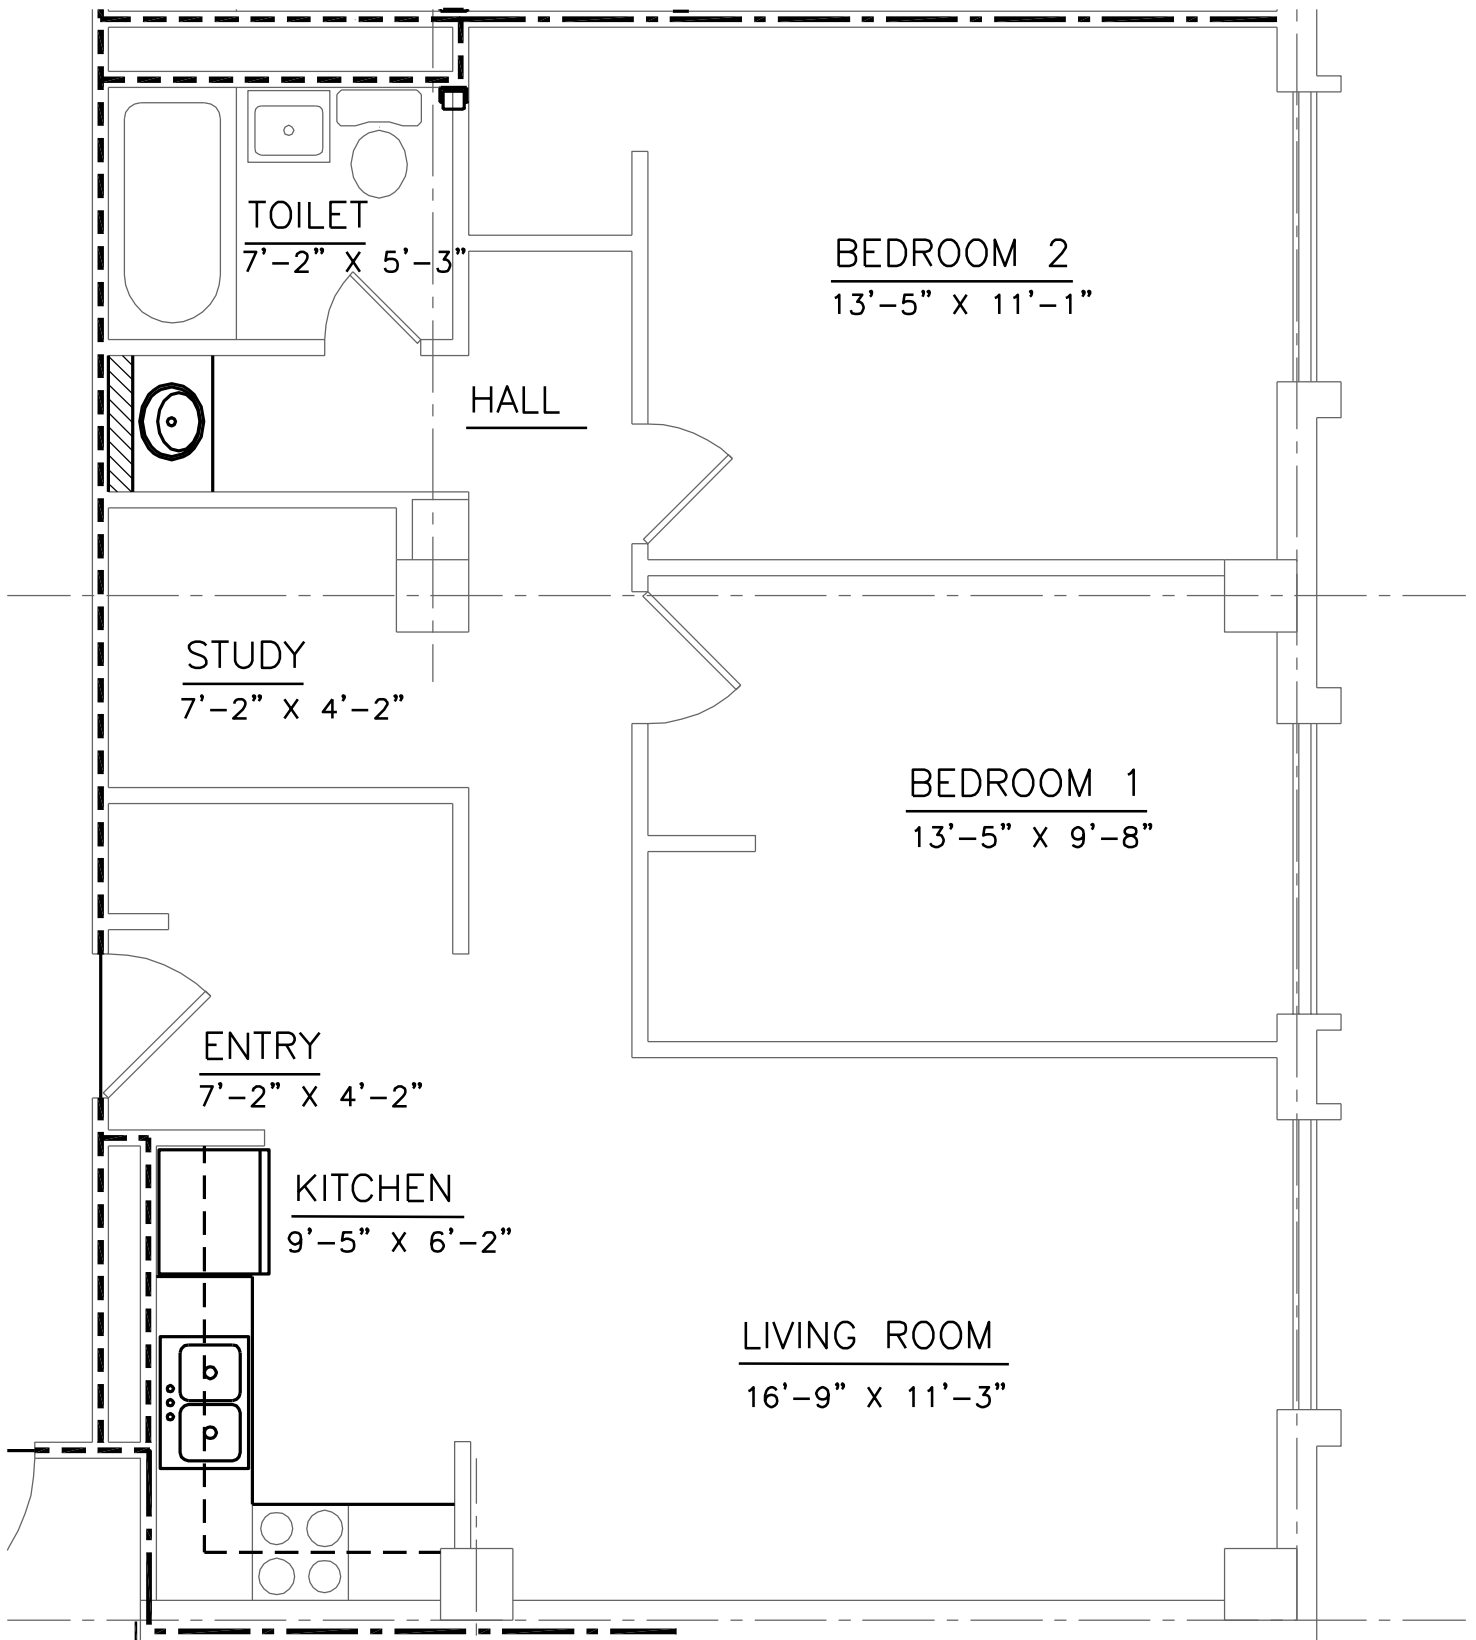 TOILET
7'-2" X 5'-3"
BEDROOM 2
13'-5" X 11'-1"
HALL
STUDY
7'-2" X 4'-2"
BEDROOM 1
13'-5" X 9'-8"
ENTRY
7'-2" X 4'-2"
KITCHEN
9'-5" X 6'-2"
LIVING ROOM
16'-9" X 11'-3"